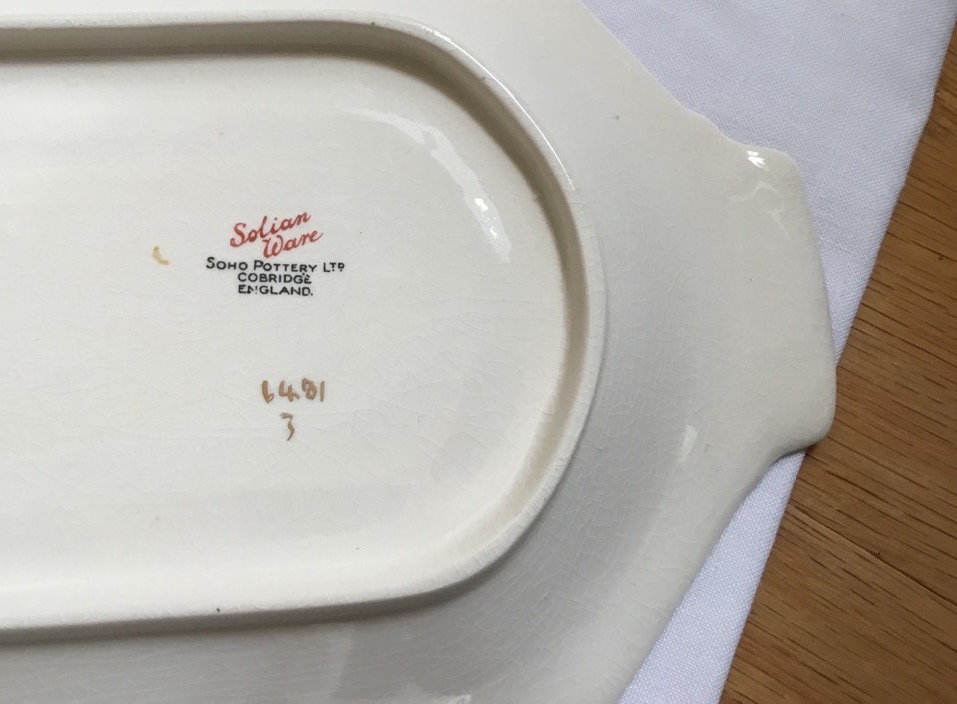 Solian
Ware
SOHO POTTERY LTD
COBRIDGE
ENGLAND.
6481
3